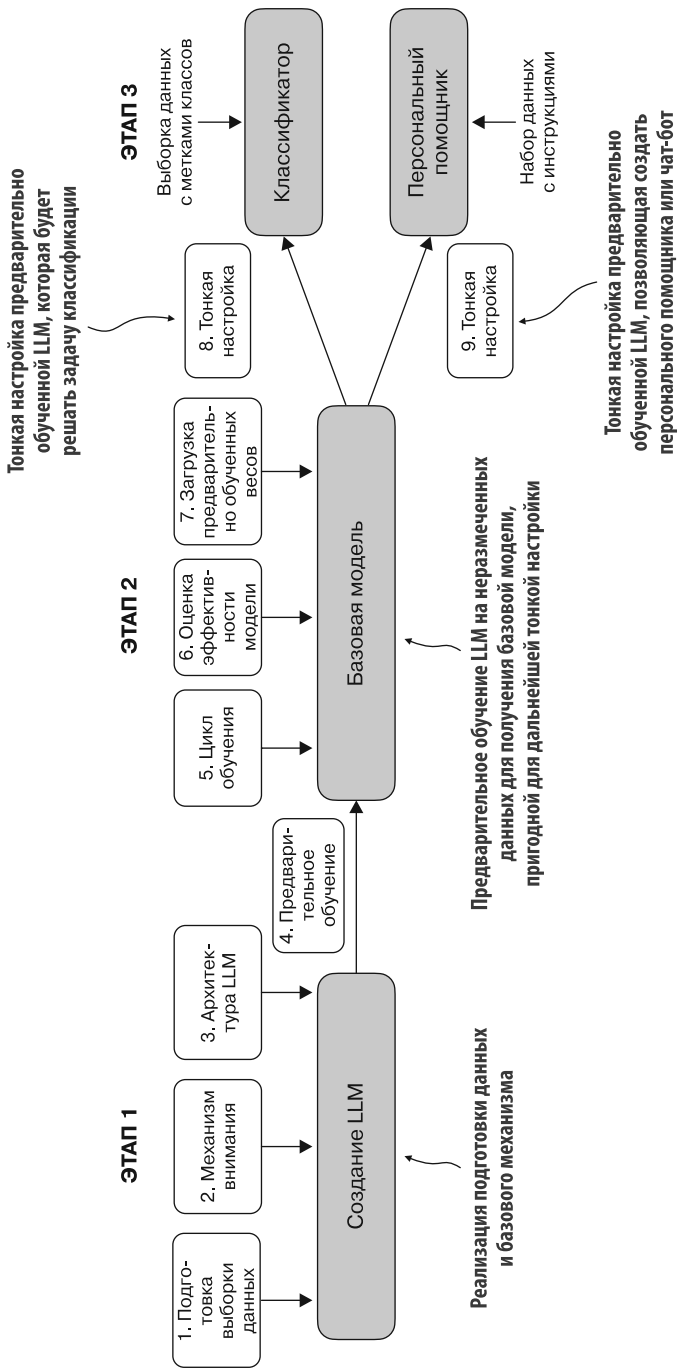 ЭТАП 1
1. Подго-
товка
выборки
данных
2. Механизм
внимания
3. Архитек-
тура LLM
Создание LLM
Реализация подготовки данных
и базового механизма
4. Предвари-
тельное
обучение
ЭТАП 2
5. Цикл
обучения
6. Оценка
эффектив-
ности
модели
7. Загрузка
предваритель-
но обученных
весов
Базовая модель
Предварительное обучение LLM на неразмеченных
данных для получения базовой модели,
пригодной для дальнейшей тонкой настройки
Тонкая настройка предварительно
обученной LLM, которая будет
решать задачу классификации
8. Тонкая
настройка
9. Тонкая
настройка
Тонкая настройка предварительно
обученной LLM, позволяющая создать
персонального помощника или чат-бот
ЭТАП 3
Выборка данных
с метками классов
Классификатор
Персональный
помощник
Набор данных
с инструкциями